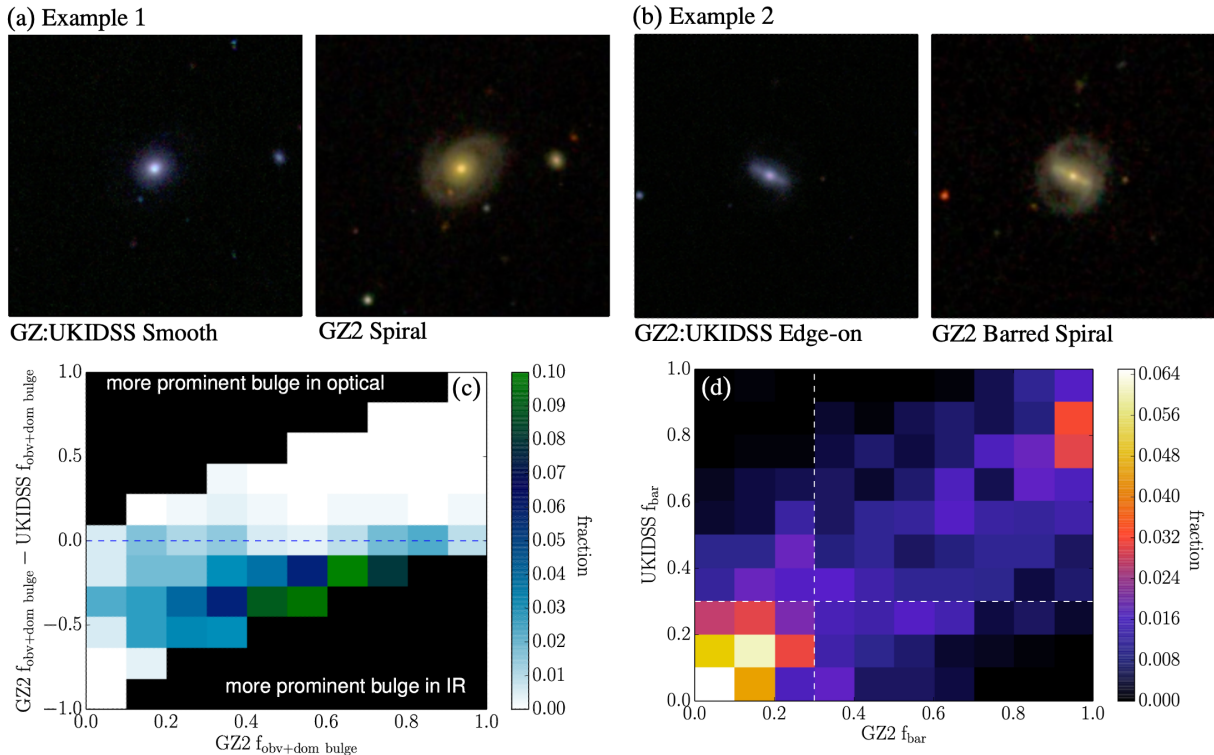 (a) Example 1
(b) Example 2
GZ:UKIDSS Smooth
GZ2 Spiral
GZ2:UKIDSS Edge-on
GZ2 Barred Spiral
(c)
more prominent bulge in optical
more prominent bulge in IR
GZ2 f_obv+dom bulge − UKIDSS f_obv+dom bulge
1.0
0.5
0.0
−0.5
−1.0
0.0 0.2 0.4 0.6 0.8 1.0
GZ2 f_obv+dom bulge
0.10
0.09
0.08
0.07
0.06
0.05
0.04
0.03
0.02
0.01
0.00
fraction
(d)
UKIDSS f_bar
1.0
0.8
0.6
0.4
0.2
0.0
0.0 0.2 0.4 0.6 0.8 1.0
GZ2 f_bar
0.064
0.056
0.048
0.040
0.032
0.024
0.016
0.008
0.000
fraction